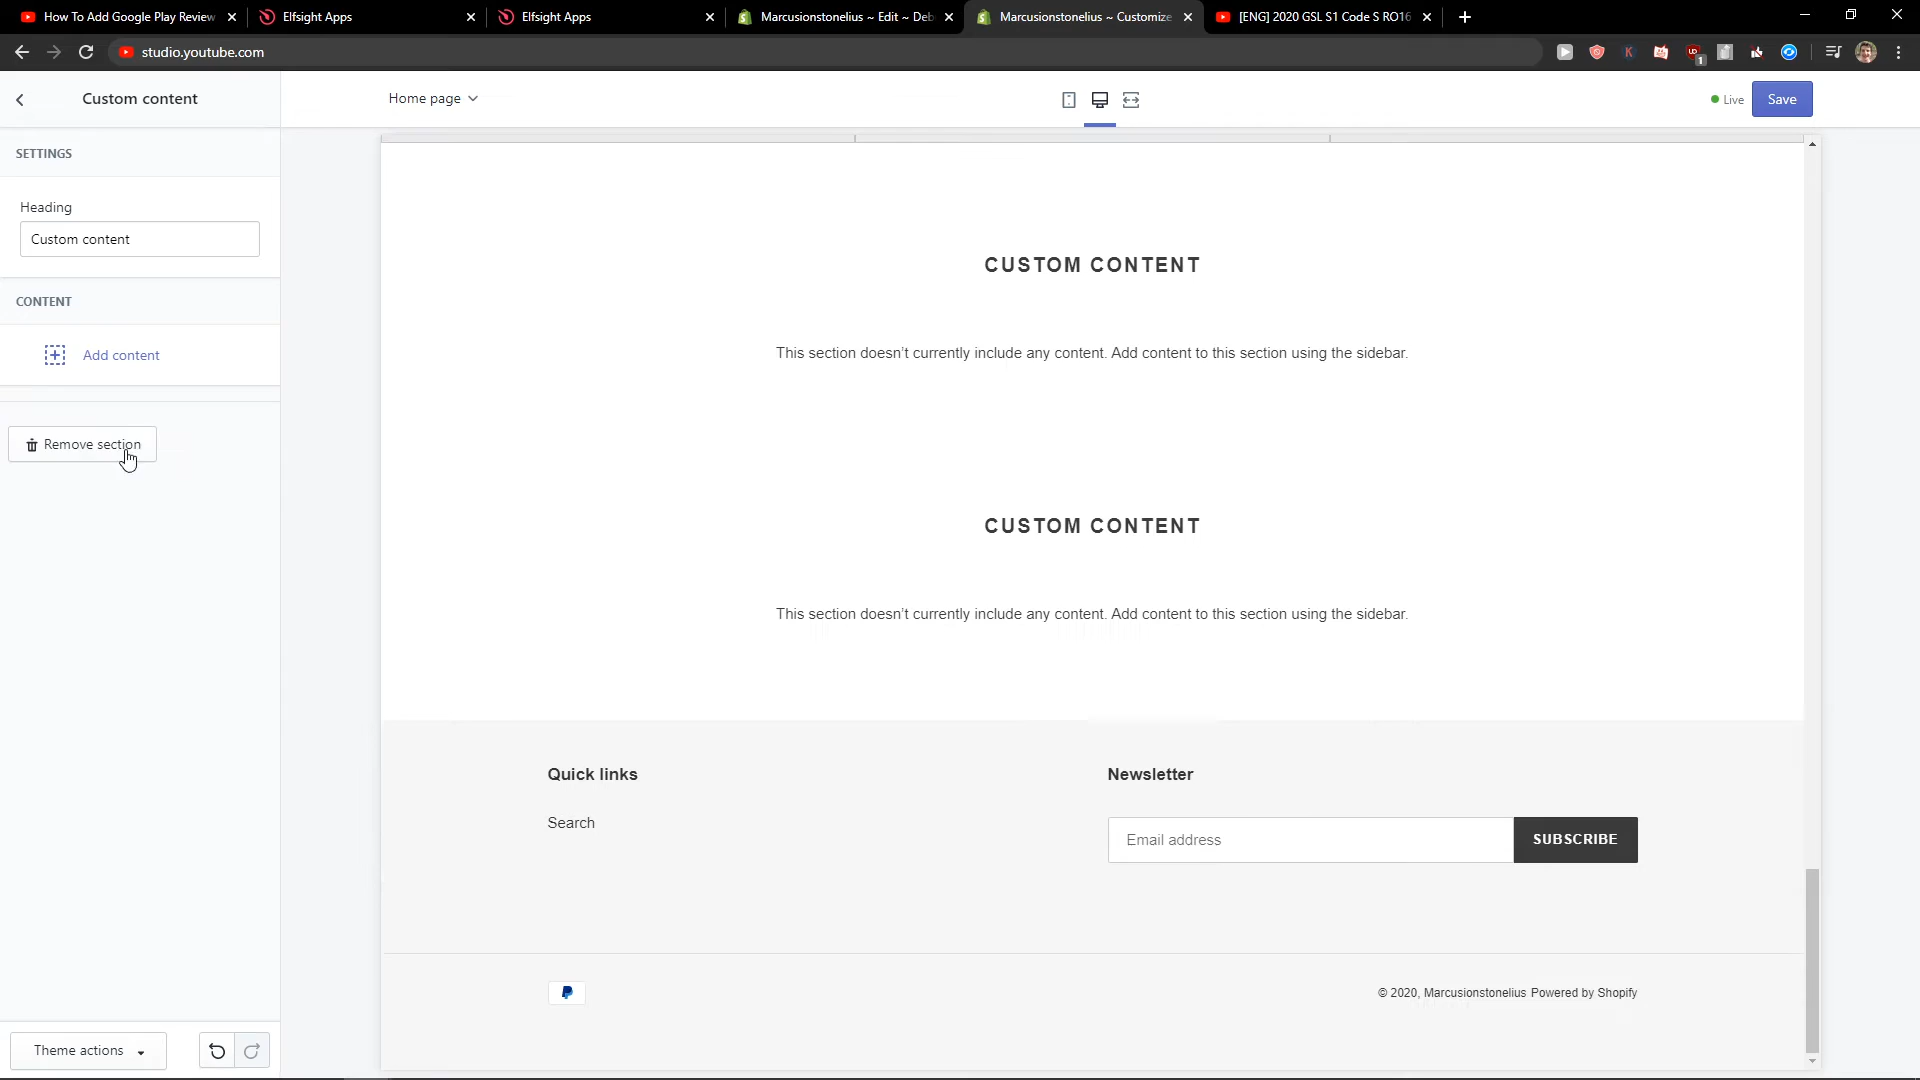 How To Add Google Play Review
Elfsight Apps
Elfsight Apps
Marcusionstonelius ~ Edit ~ Deb
Marcusionstonelius ~ Customize
[ENG] 2020 GSL S1 Code S RO16
studio.youtube.com
K
UD
1
Custom content
Home page
Live
Save
SETTINGS
Heading
Custom content
CONTENT
Add content
Remove section
CUSTOM CONTENT
This section doesn’t currently include any content. Add content to this section using the sidebar.
CUSTOM CONTENT
This section doesn’t currently include any content. Add content to this section using the sidebar.
Quick links
Newsletter
Search
Email address
SUBSCRIBE
© 2020, Marcusionstonelius Powered by Shopify
Theme actions